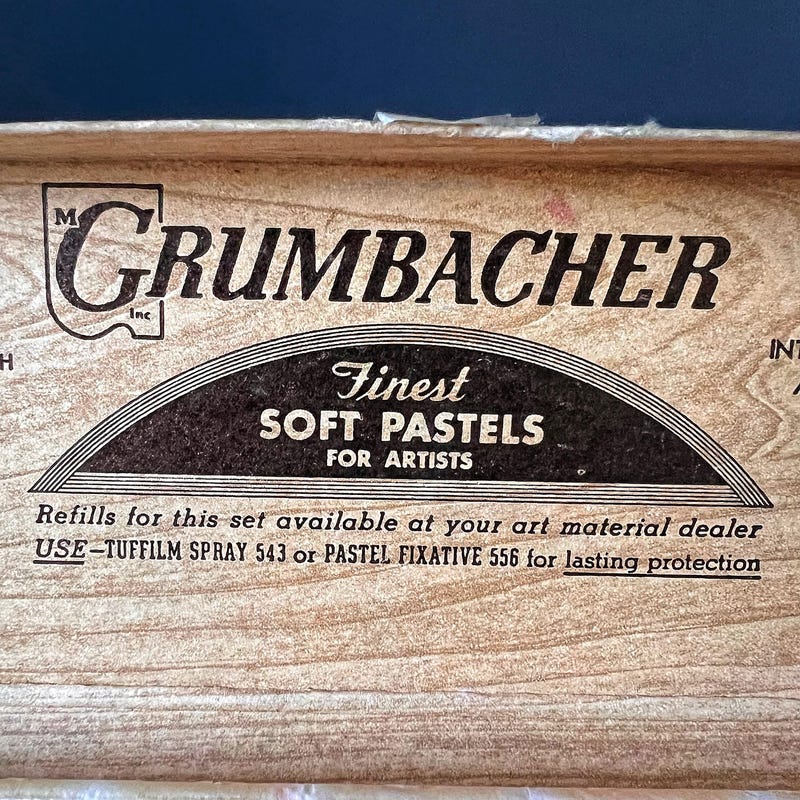 M GRUMBACHER
Inc
H
INT
Finest
SOFT PASTELS
FOR ARTISTS
Refills for this set available at your art material dealer
USE—TUFFILM SPRAY 543 or PASTEL FIXATIVE 556 for lasting protection